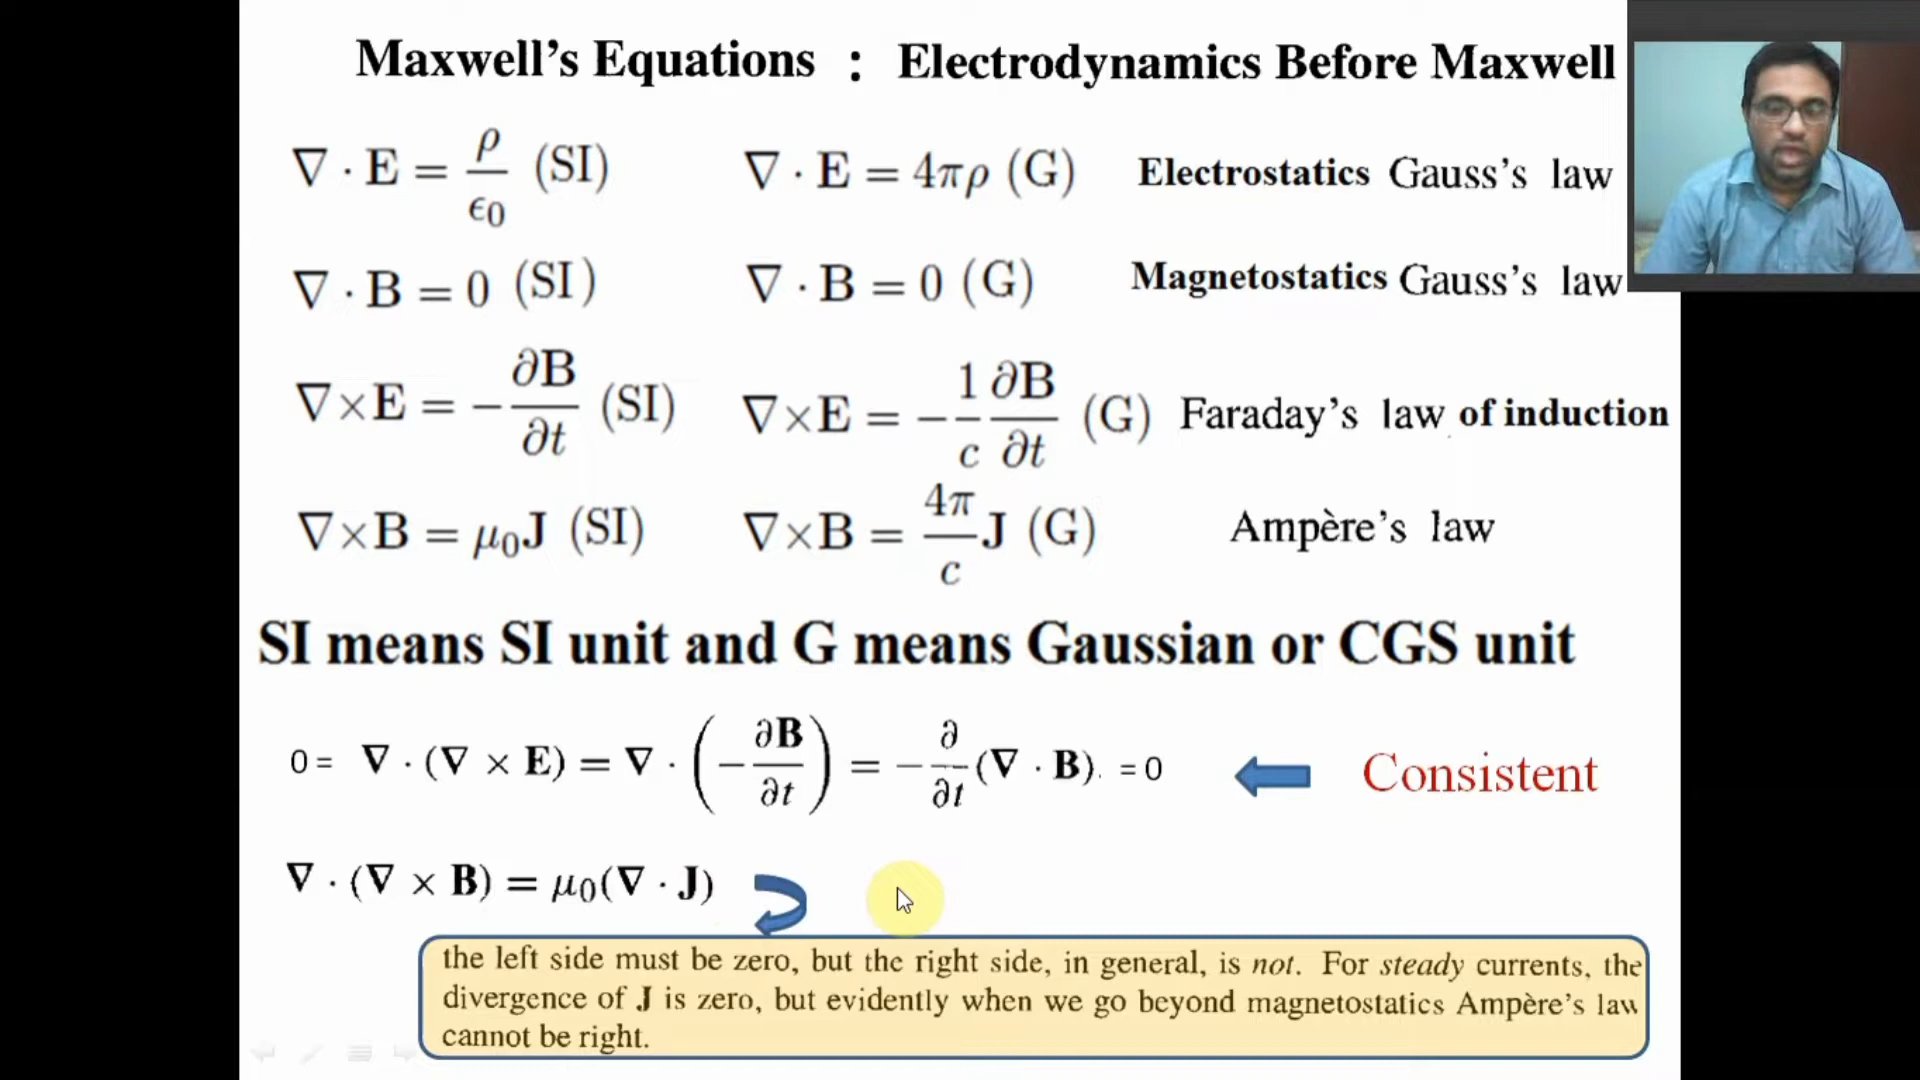 Maxwell's Equations : Electrodynamics Before Maxwell
∇ · E = ρ/ϵ0 (SI) ∇ · E = 4πρ (G) Electrostatics Gauss's law
∇ · B = 0 (SI) ∇ · B = 0 (G) Magnetostatics Gauss's law
∇×E = −∂B/∂t (SI) ∇×E = −1/c ∂B/∂t (G) Faraday's law of induction
∇×B = μ0J (SI) ∇×B = 4π/c J (G) Ampère's law
SI means SI unit and G means Gaussian or CGS unit
0 = ∇ · (∇ × E) = ∇ · (−∂B/∂t) = −∂/∂t (∇ · B). = 0 Consistent
∇ · (∇ × B) = μ0(∇ · J)
the left side must be zero, but the right side, in general, is not. For steady currents, the
divergence of J is zero, but evidently when we go beyond magnetostatics Ampère's law
cannot be right.